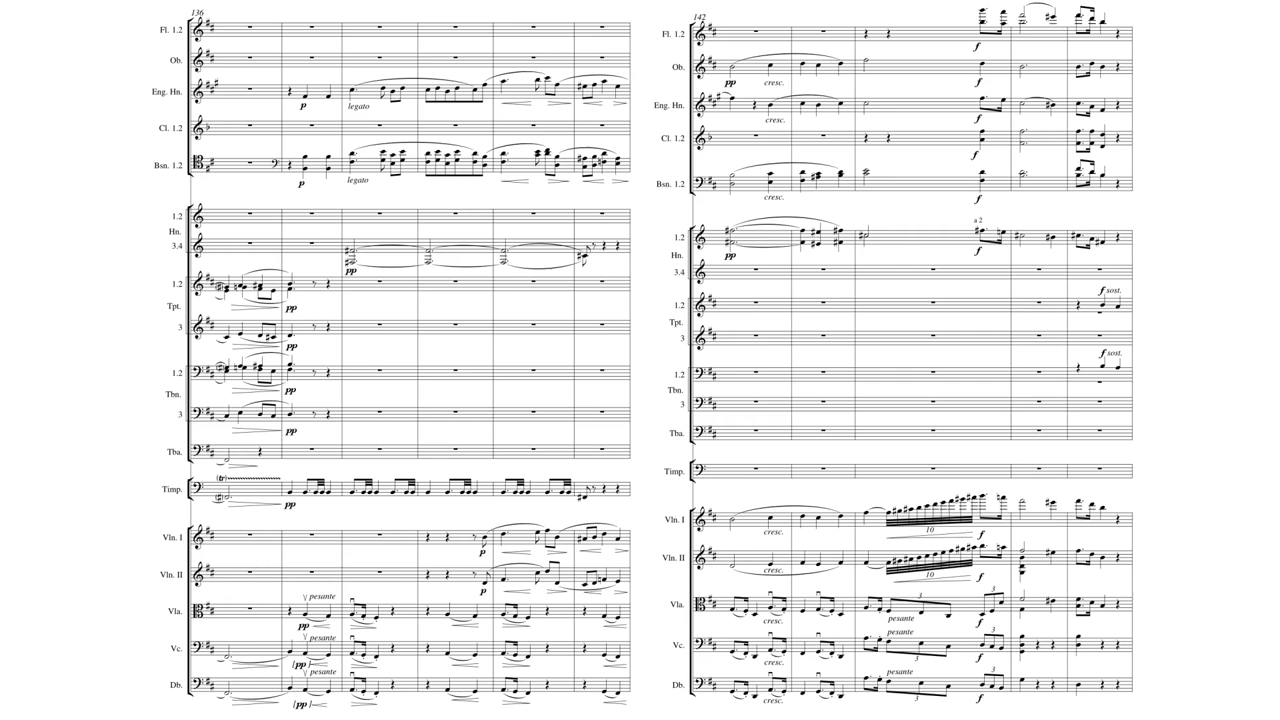 136
Fl. 1.2
Ob.
Eng. Hn.
p
legato
Cl. 1.2
Bsn. 1.2
p
legato
1.2
Hn.
3.4
pp
1.2
pp
Tpt.
3
pp
1.2
pp
Tbn.
3
pp
Tba.
(tr)
Timp.
pp
Vln. I
p
Vln. II
p
pesante
Vla.
pp
pesante
Vc.
[pp]
pesante
Db.
[pp]
142
Fl. 1.2
f
Ob.
pp
cresc.
f
Eng. Hn.
cresc.
f
Cl. 1.2
f
Bsn. 1.2
cresc.
f
a 2
1.2
pp
f
Hn.
3.4
f sost.
1.2
Tpt.
3
f sost.
1.2
Tbn.
3
Tba.
Timp.
Vln. I
cresc.
10
f
Vln. II
cresc.
10
f
3
3
Vla.
cresc.
pesante
f
pesante
3
3
Vc.
cresc.
f
pesante
3
3
Db.
cresc.
f